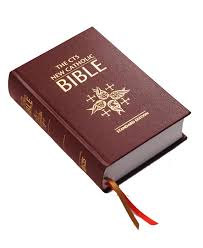 THE CTS
NEW CATHOLIC
BIBLE
STANDARD EDITION